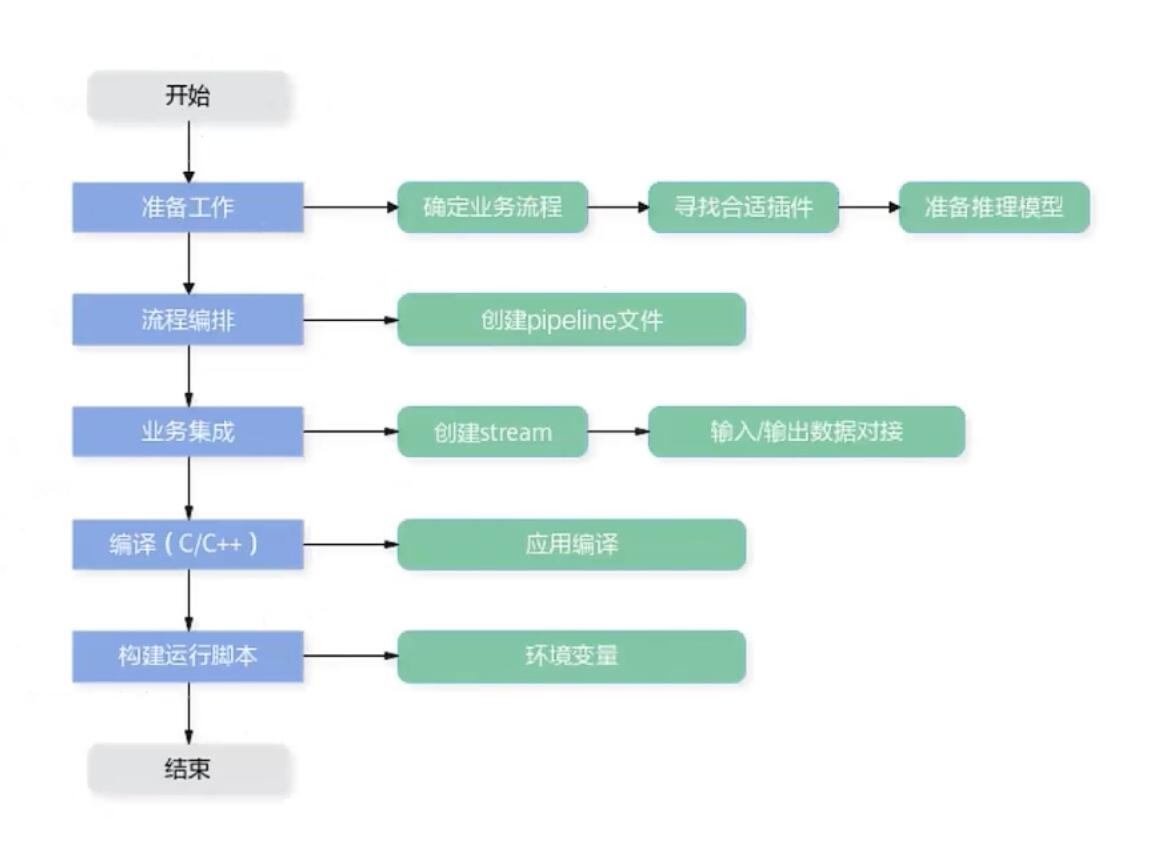 开始
准备工作
确定业务流程
寻找合适插件
准备推理模型
流程编排
创建pipeline文件
业务集成
创建stream
输入/输出数据对接
编译（C/C++）
应用编译
构建运行脚本
环境变量
结束